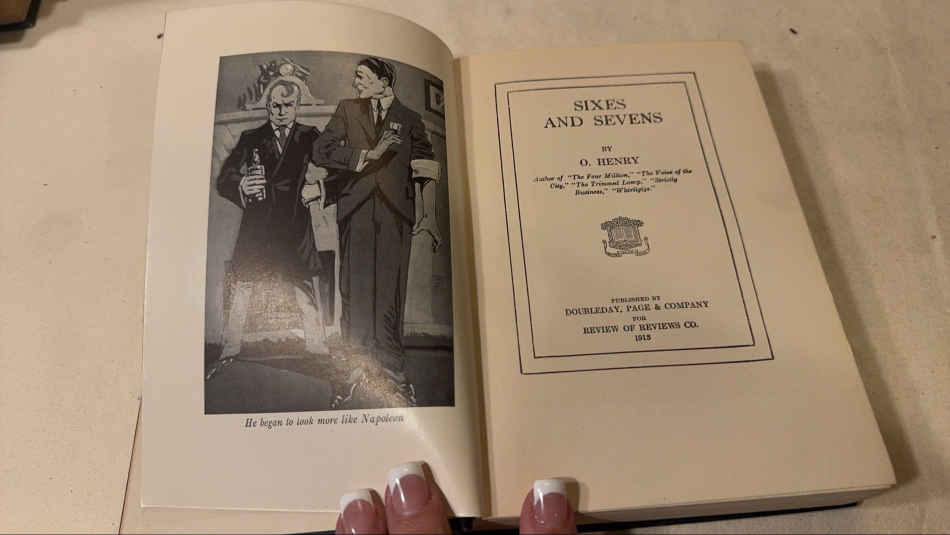 He began to look more like Napoleon
SIXES
AND SEVENS
BY
O. HENRY
Author of "The Four Million," "The Voice of the
City," "The Trimmed Lamp," "Strictly
Business," "Whirligigs."
PUBLISHED BY
DOUBLEDAY, PAGE & COMPANY
FOR
REVIEW OF REVIEWS CO.
1913